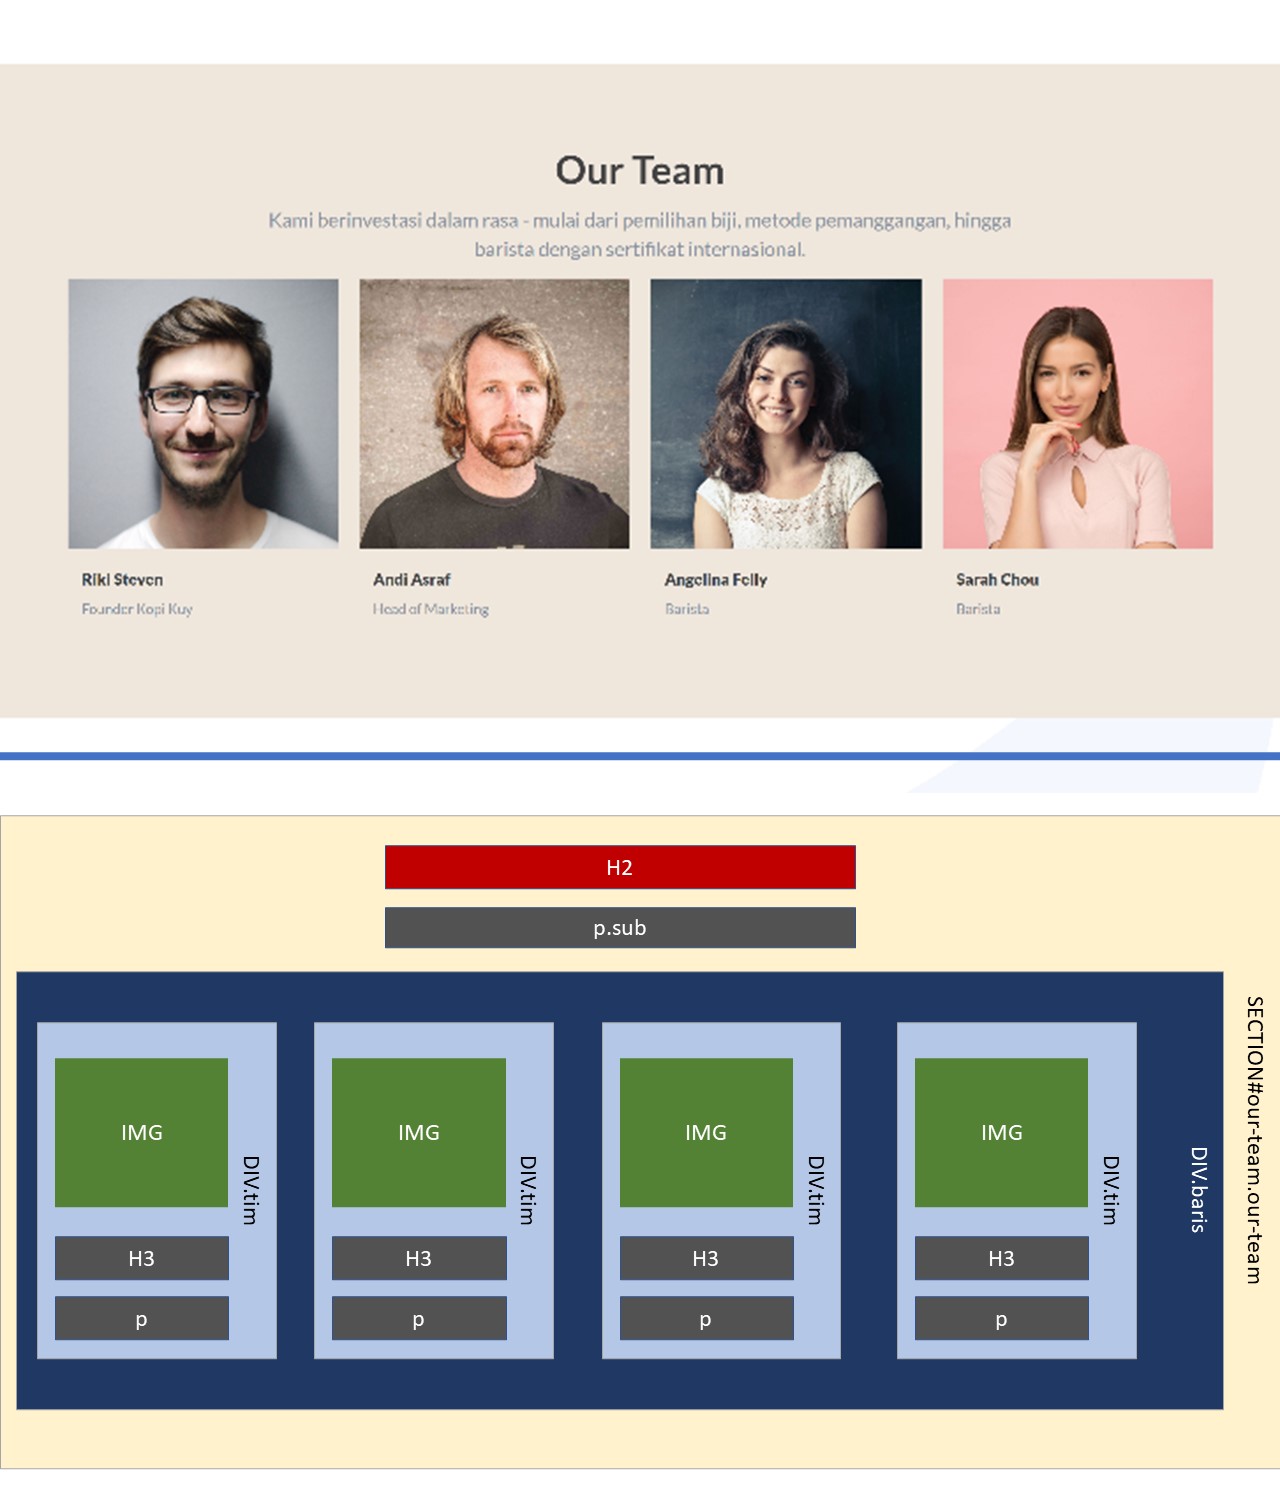 Our Team
Kami berinvestasi dalam rasa - mulai dari pemilihan biji, metode pemanggangan, hingga
barista dengan sertifikat internasional.
Riki Steven
Founder Kopi Kuy
Andi Asraf
Head of Marketing
Angelina Felly
Barista
Sarah Chou
Barista
H2
p.sub
IMG
DIV.tim
H3
p
IMG
DIV.tim
H3
p
IMG
DIV.tim
H3
p
IMG
DIV.tim
H3
p
DIV.baris
SECTION#our-team.our-team